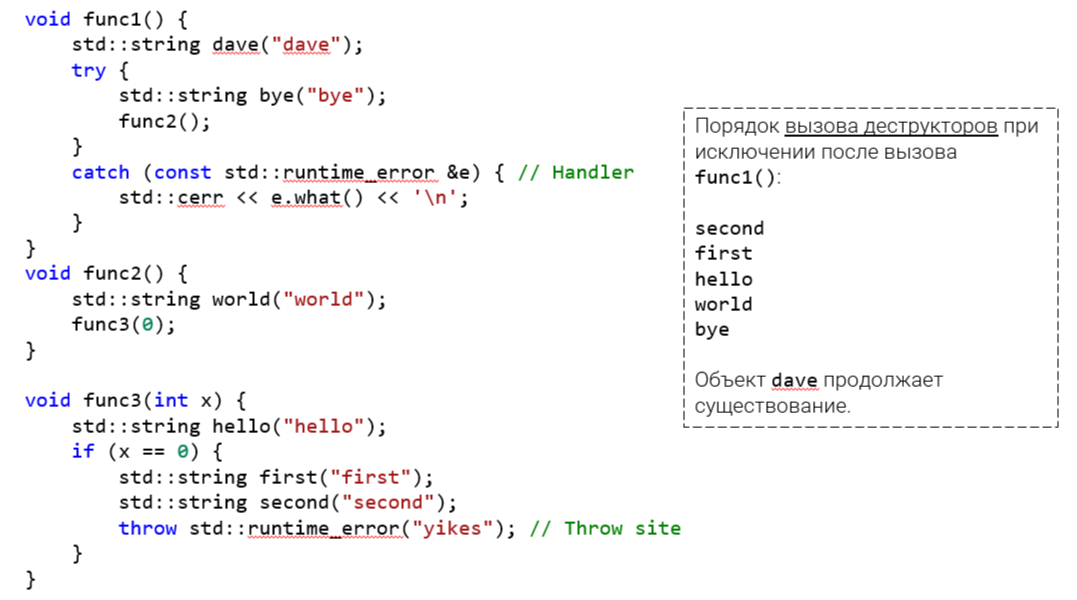 void func1() {
    std::string dave("dave");
    try {
        std::string bye("bye");
        func2();
    }
    catch (const std::runtime_error &e) { // Handler
        std::cerr << e.what() << '\n';
    }
}
void func2() {
    std::string world("world");
    func3(0);
}

void func3(int x) {
    std::string hello("hello");
    if (x == 0) {
        std::string first("first");
        std::string second("second");
        throw std::runtime_error("yikes"); // Throw site
    }
}

Порядок вызова деструкторов при
исключении после вызова
func1():

second
first
hello
world
bye

Объект dave продолжает
существование.